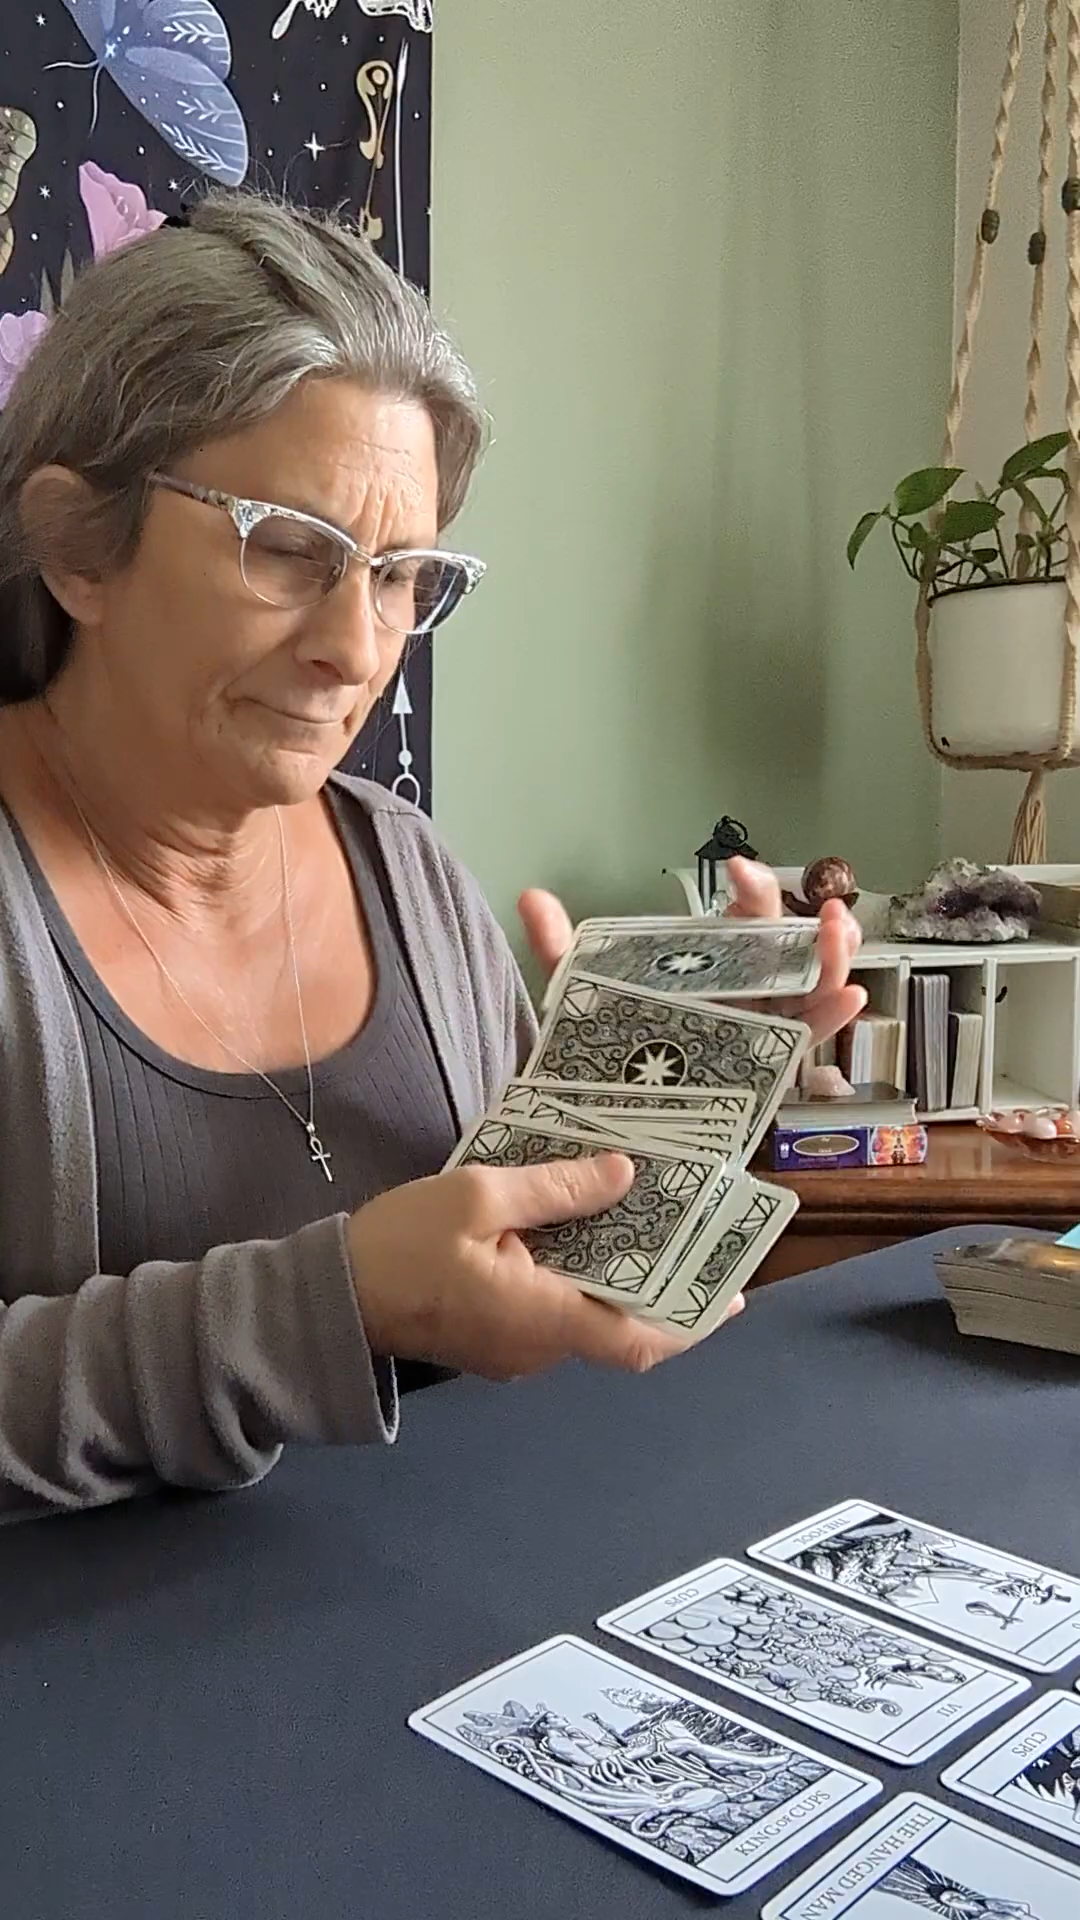 THE FOOL
CUPS
VII
KING OF CUPS
CUPS
THE HANGED MAN